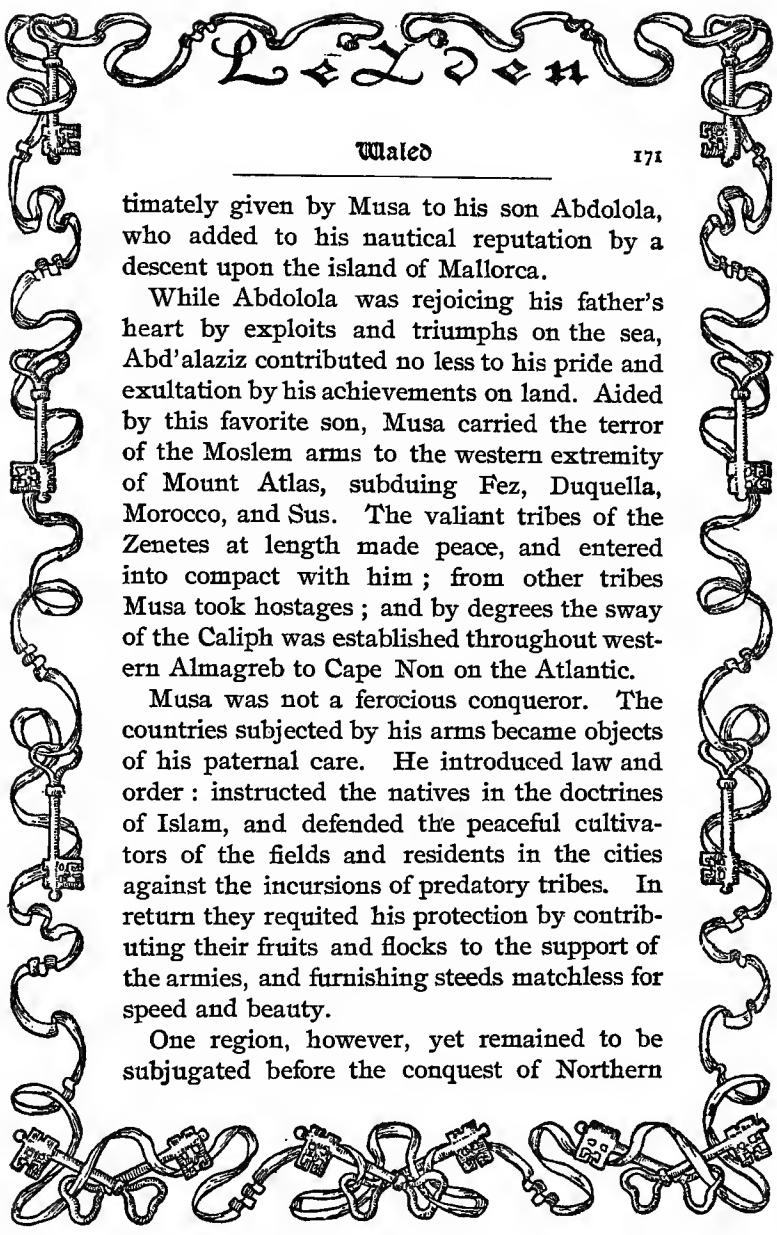 LeYden
Waled 171
timately given by Musa to his son Abdolola,
who added to his nautical reputation by a
descent upon the island of Mallorca.
While Abdolola was rejoicing his father's
heart by exploits and triumphs on the sea,
Abd'alaziz contributed no less to his pride and
exultation by his achievements on land. Aided
by this favorite son, Musa carried the terror
of the Moslem arms to the western extremity
of Mount Atlas, subduing Fez, Duquella,
Morocco, and Sus. The valiant tribes of the
Zenetes at length made peace, and entered
into compact with him ; from other tribes
Musa took hostages ; and by degrees the sway
of the Caliph was established throughout west-
ern Almagreb to Cape Non on the Atlantic.
Musa was not a ferocious conqueror. The
countries subjected by his arms became objects
of his paternal care. He introduced law and
order : instructed the natives in the doctrines
of Islam, and defended the peaceful cultiva-
tors of the fields and residents in the cities
against the incursions of predatory tribes. In
return they requited his protection by contrib-
uting their fruits and flocks to the support of
the armies, and furnishing steeds matchless for
speed and beauty.
One region, however, yet remained to be
subjugated before the conquest of Northern